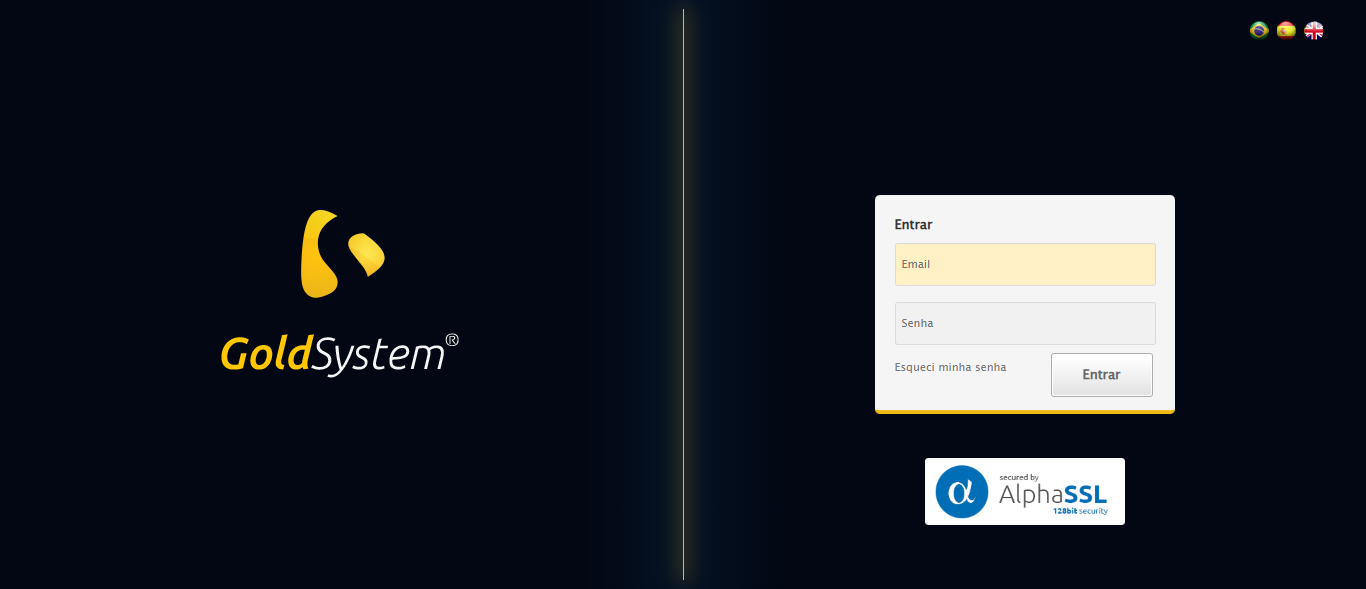 GoldSystem®
Entrar
Email
Senha
Esqueci minha senha
Entrar
α
secured by
AlphaSSL
128bit security